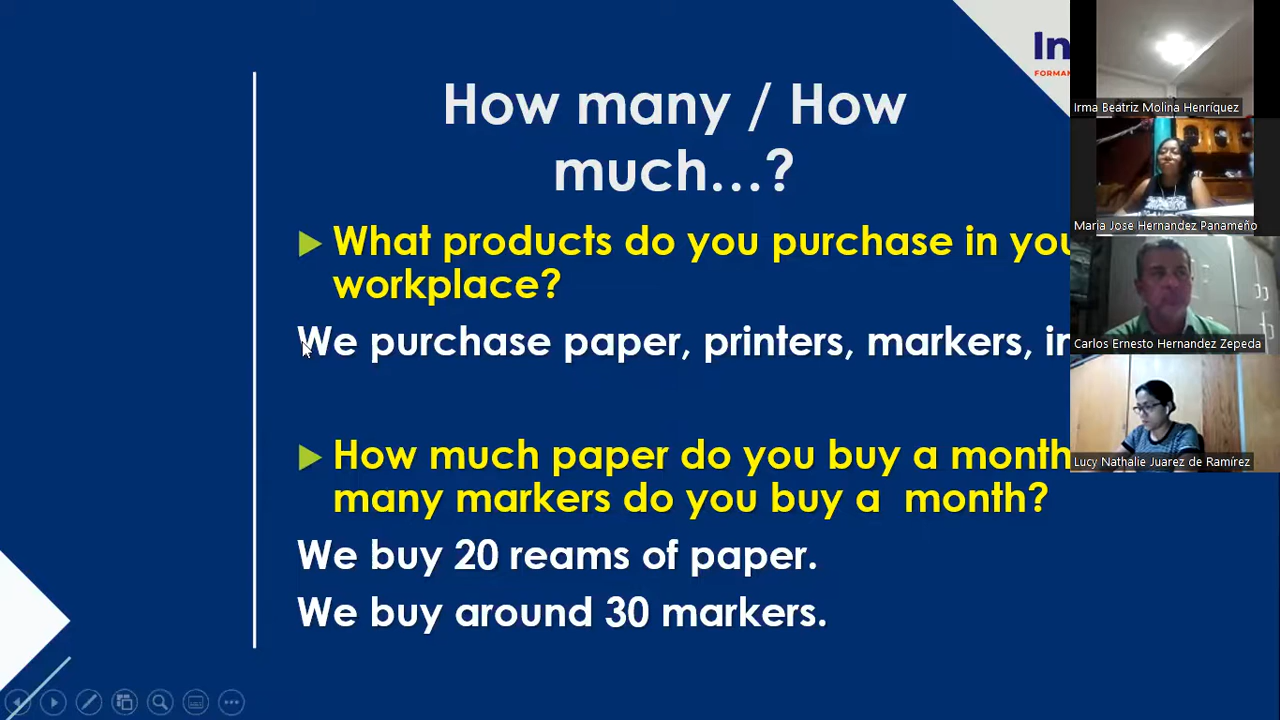 How many / How
much...?
What products do you purchase in
workplace?
We purchase paper, printers, markers,
How much paper do you buy a month
many markers do you buy a month?
We buy 20 reams of paper.
We buy around 30 markers.
In
Irma Beatriz Molina Henríquez
Maria Jose Hernandez Panameño
Carlos Ernesto Hernandez Zepeda
Lucy Nathalie Juarez de Ramírez